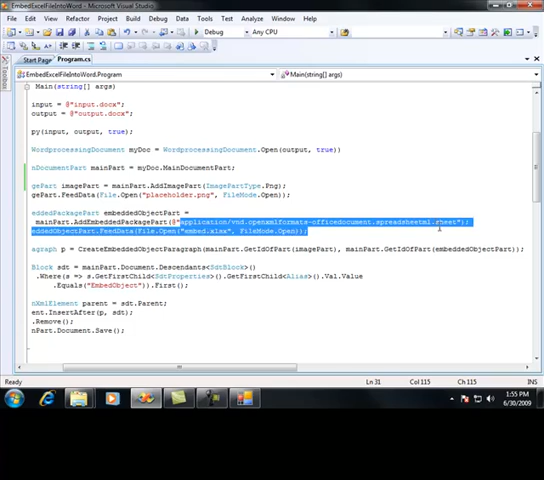 EmbedExcelFileIntoWord - Microsoft Visual Studio
File Edit View Refactor Project Build Debug Data Tools Test Analyze Window Help
Debug Any CPU
Start Page Program.cs
EmbedExcelFileIntoWord.Program Main(string[] args)
Toolbox
Main(string[] args)
input = @"input.docx";
output = @"output.docx";
py(input, output, true);
WordprocessingDocument myDoc = WordprocessingDocument.Open(output, true))
nDocumentPart mainPart = myDoc.MainDocumentPart;
gePart imagePart = mainPart.AddImagePart(ImagePartType.Png);
gePart.FeedData(File.Open("placeholder.png", FileMode.Open));
eddedPackagePart embeddedObjectPart =
mainPart.AddEmbeddedPackagePart(@"application/vnd.openxmlformats-officedocument.spreadsheetml.sheet");
eddedObjectPart.FeedData(File.Open("embed.xlsx", FileMode.Open));
agraph p = CreateEmbeddedObjectParagraph(mainPart.GetIdOfPart(imagePart), mainPart.GetIdOfPart(embeddedObjectPart));
Block sdt = mainPart.Document.Descendants<SdtBlock>()
.Where(s => s.GetFirstChild<SdtProperties>().GetFirstChild<Alias>().Val.Value
.Equals("EmbedObject")).First();
nXmlElement parent = sdt.Parent;
ent.InsertAfter(p, sdt);
.Remove();
nPart.Document.Save();
Ready Ln 31 Col 115 Ch 115 INS
1:55 PM
6/30/2009